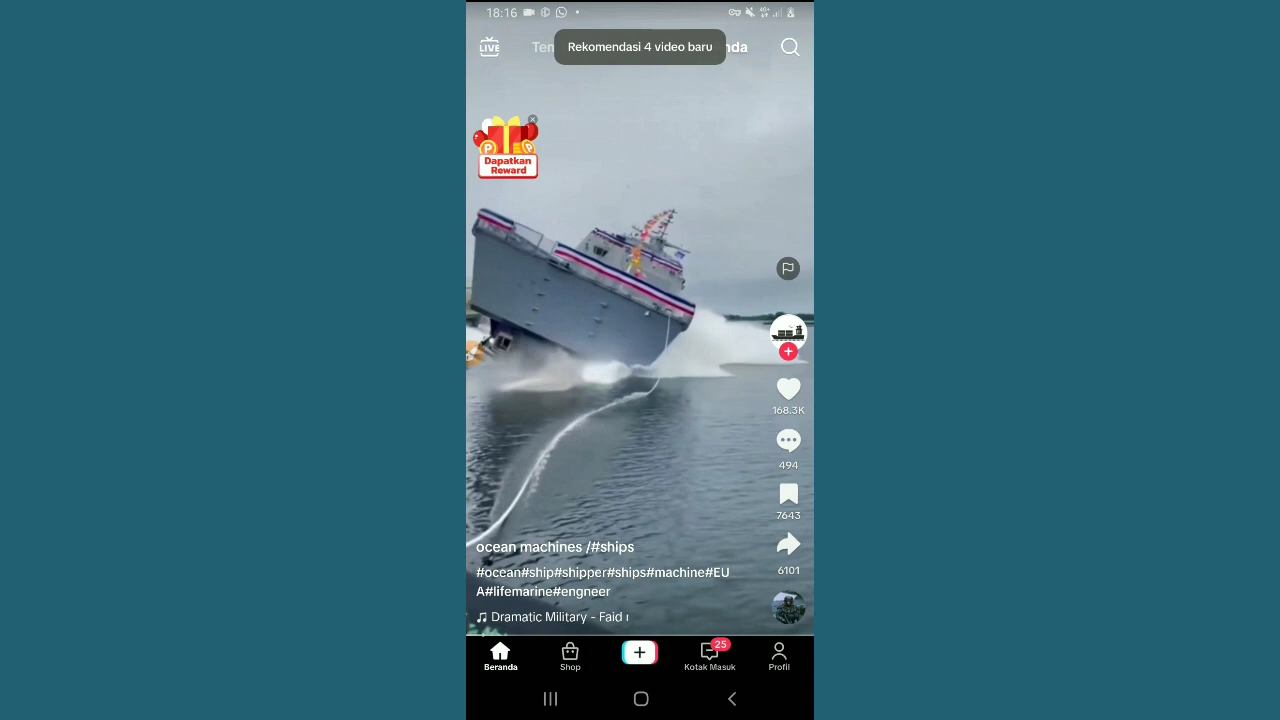 18:16
LIVE
Rekomendasi 4 video baru
Dapatkan
Reward
168.3K
494
7643
6101
ocean machines /#ships
#ocean#ship#shipper#ships#machine#EU
A#lifemarine#engneer
Dramatic Military - Faid
25
Beranda
Shop
Kotak Masuk
Profil